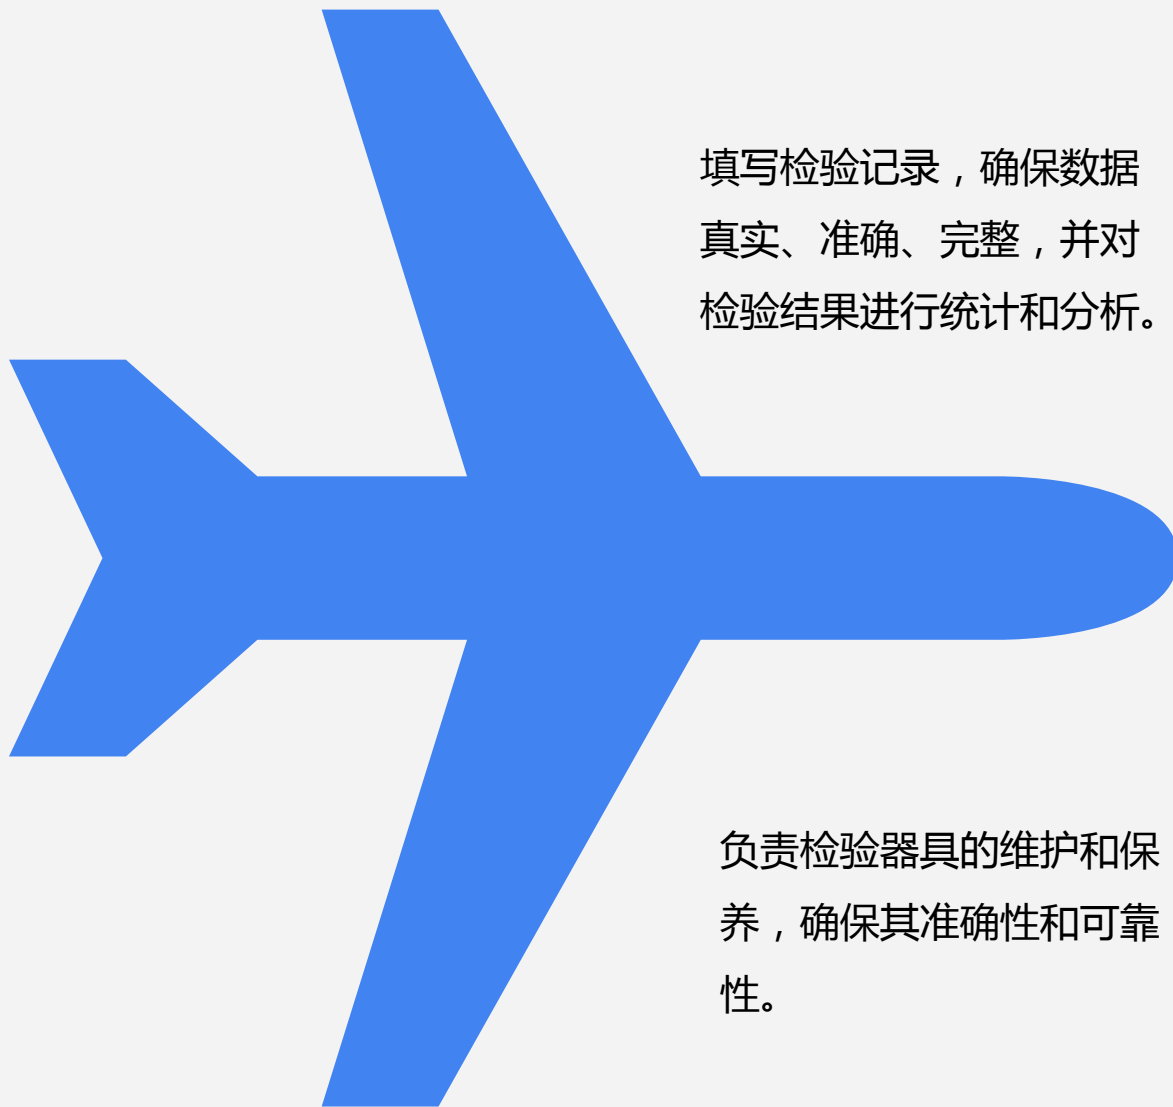 填写检验记录，确保数据
真实、准确、完整，并对
检验结果进行统计和分析。
负责检验器具的维护和保
养，确保其准确性和可靠
性。